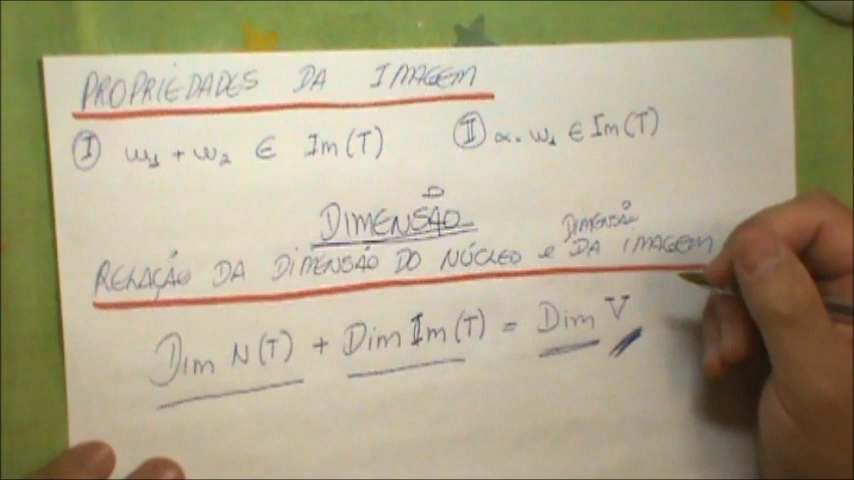 PROPRIEDADES DA IMAGEM
I w₁ + w₂ ∈ Im(T) II α. w₁ ∈ Im(T)
DIMENSÃO
DIMENSÃO
RELAÇÃO DA DIMENSÃO DO NÚCLEO e DA IMAGEM
Dim N(T) + Dim Im(T) = Dim V